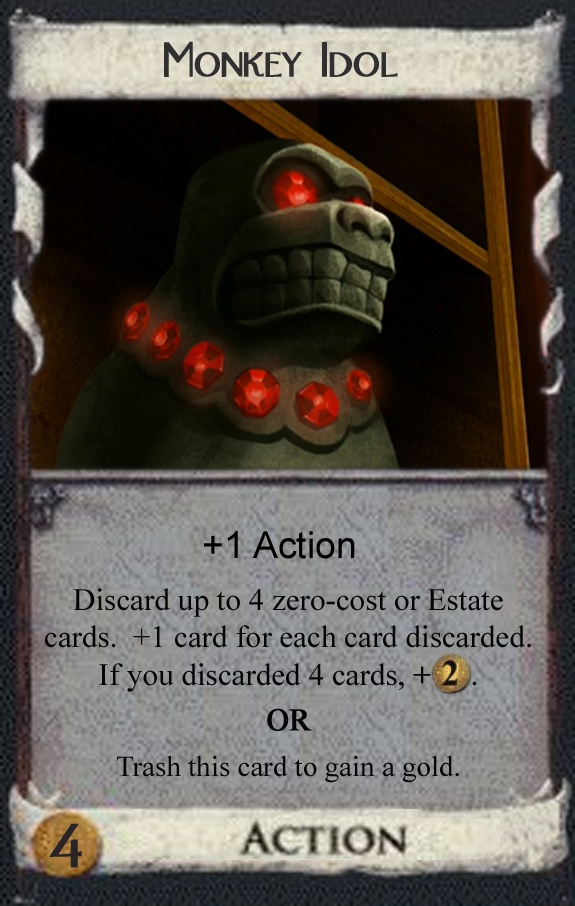 Monkey Idol
+1 Action
Discard up to 4 zero-cost or Estate
cards. +1 card for each card discarded.
If you discarded 4 cards, +2.
OR
Trash this card to gain a gold.
4 Action